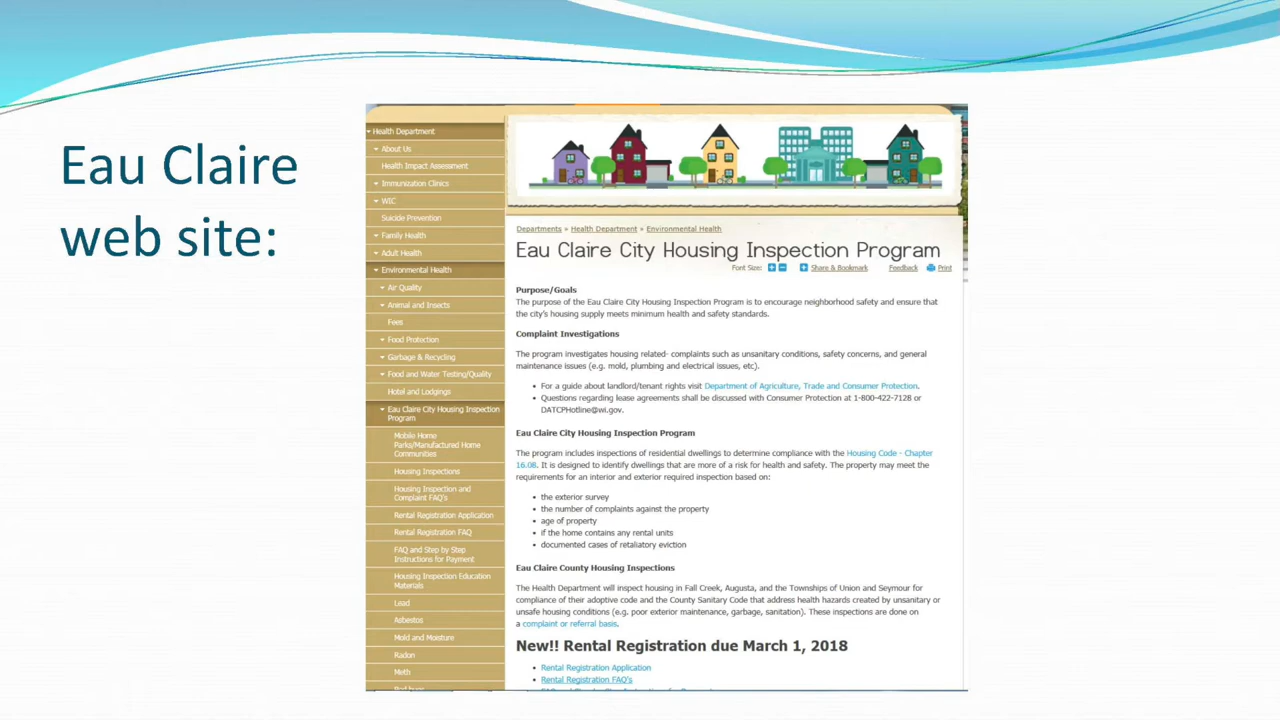 Eau Claire
web site:
Health Department
About Us
Health Impact Assessment
Immunization Clinics
WIC
Suicide Prevention
Family Health
Adult Health
Environmental Health
Air Quality
Animal and Insects
Fees
Food Protection
Garbage & Recycling
Food and Water Testing/Quality
Hotel and Lodgings
Eau Claire City Housing Inspection
Program
Mobile Home
Parks/Manufactured Home
Communities
Housing Inspections
Housing Inspection and
Complaint FAQ's
Rental Registration Application
Rental Registration FAQ
FAQ and Step by Step
Instructions for Payment
Housing Inspection Education
Materials
Lead
Asbestos
Mold and Moisture
Radon
Meth
Departments » Health Department » Environmental Health
Eau Claire City Housing Inspection Program
Font Size: + - Share & Bookmark Feedback Print
Purpose/Goals
The purpose of the Eau Claire City Housing Inspection Program is to encourage neighborhood safety and ensure that
the city's housing supply meets minimum health and safety standards.
Complaint Investigations
The program investigates housing related- complaints such as unsanitary conditions, safety concerns, and general
maintenance issues (e.g. mold, plumbing and electrical issues, etc).
• For a guide about landlord/tenant rights visit Department of Agriculture, Trade and Consumer Protection.
• Questions regarding lease agreements shall be discussed with Consumer Protection at 1-800-422-7128 or
DATCPHotline@wi.gov.
Eau Claire City Housing Inspection Program
The program includes inspections of residential dwellings to determine compliance with the Housing Code - Chapter
16.08. It is designed to identify dwellings that are more of a risk for health and safety. The property may meet the
requirements for an interior and exterior required inspection based on:
• the exterior survey
• the number of complaints against the property
• age of property
• if the home contains any rental units
• documented cases of retaliatory eviction
Eau Claire County Housing Inspections
The Health Department will inspect housing in Fall Creek, Augusta, and the Townships of Union and Seymour for
compliance of their adoptive code and the County Sanitary Code that address health hazards created by unsanitary or
unsafe housing conditions (e.g. poor exterior maintenance, garbage, sanitation). These inspections are done on
a complaint or referral basis.
New!! Rental Registration due March 1, 2018
• Rental Registration Application
• Rental Registration FAQ's